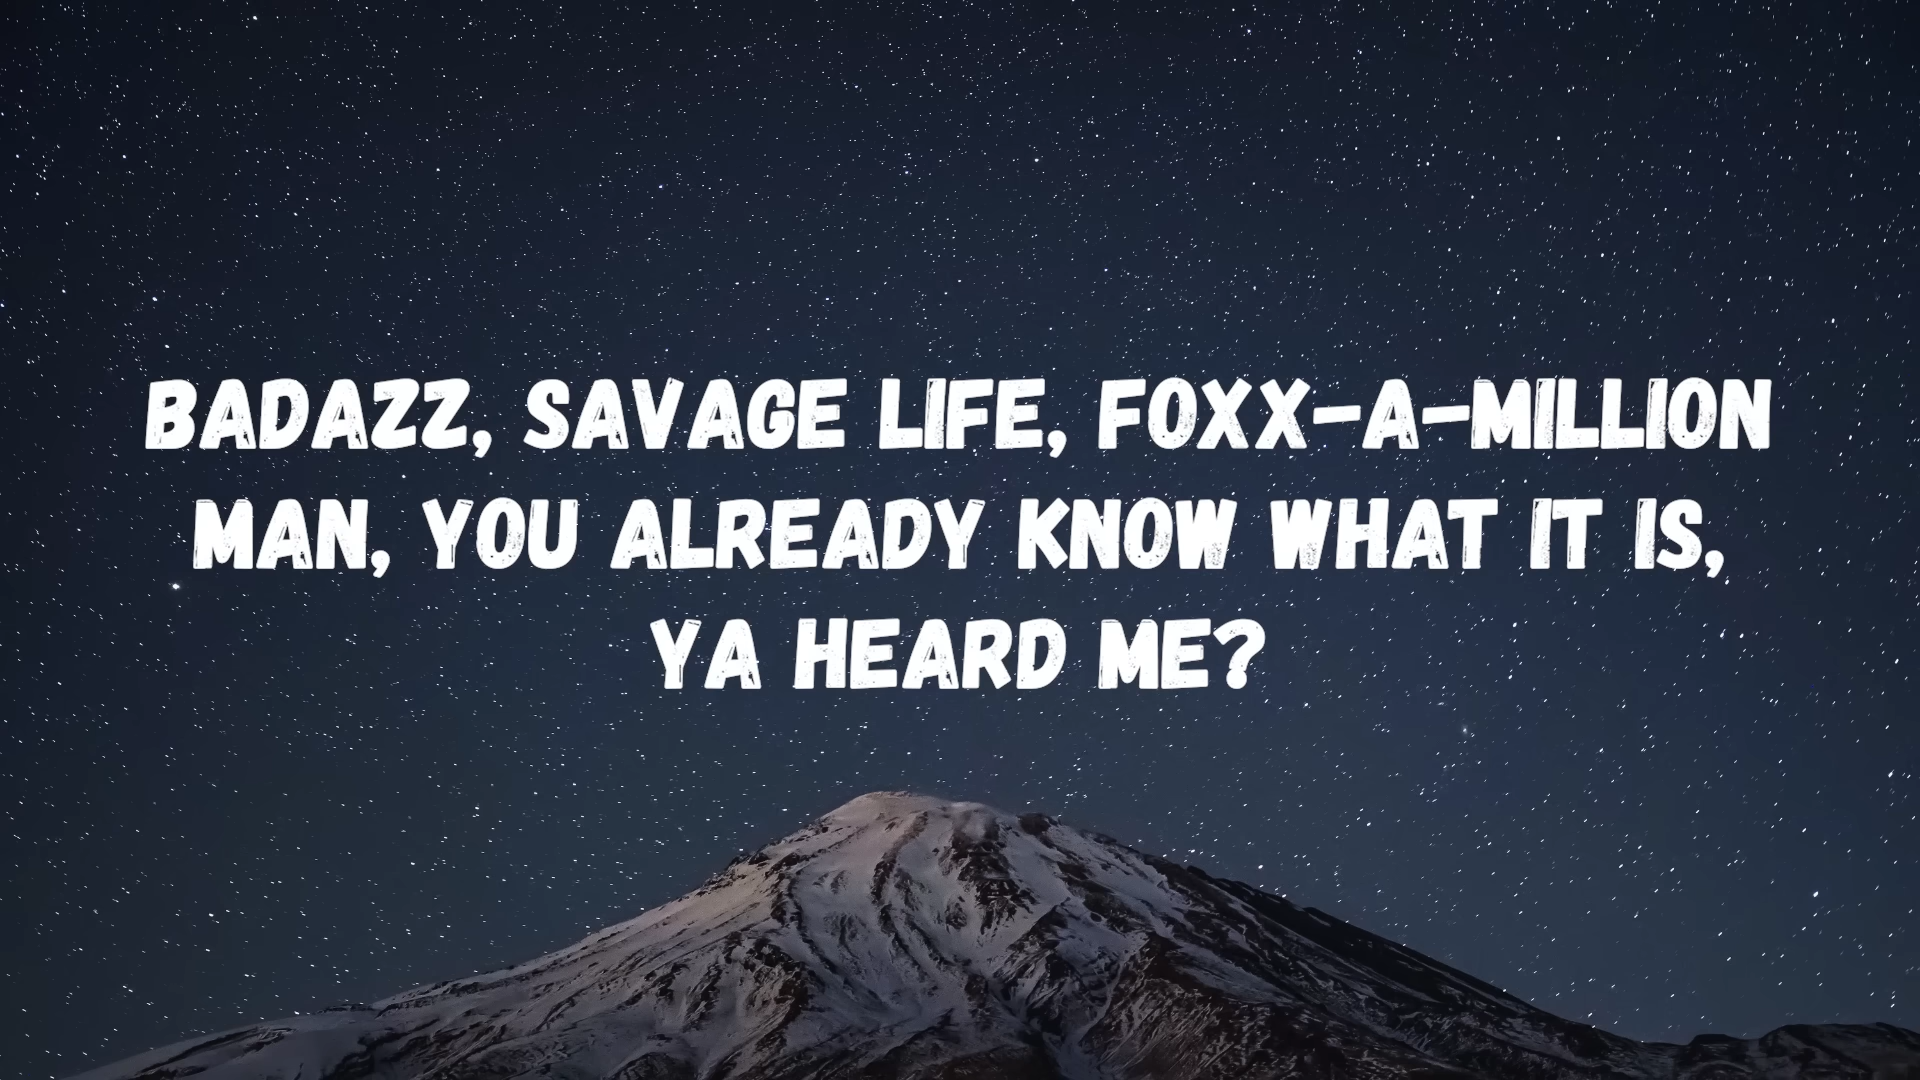 BADAZZ, SAVAGE LIFE, FOXX-A-MILLION
MAN, YOU ALREADY KNOW WHAT IT IS,
YA HEARD ME?